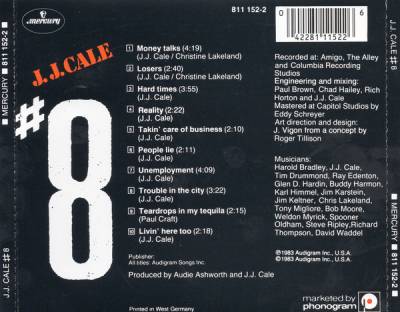 mercury
811 152-2
0 42281 11522 6
J.J. CALE
#8
1 Money talks (4:19)
(J.J. Cale / Christine Lakeland)
2 Losers (2:40)
(J.J. Cale / Christine Lakeland)
3 Hard times (3:55)
(J.J. Cale)
4 Reality (2:22)
(J.J. Cale)
5 Takin' care of business (2:10)
(J.J. Cale)
6 People lie (2:11)
(J.J. Cale)
7 Unemployment (4:09)
(J.J. Cale)
8 Trouble in the city (3:22)
(J.J. Cale)
9 Teardrops in my tequila (2:15)
(Paul Craft)
10 Livin' here too (2:18)
(J.J. Cale)
Publisher:
All titles: Audigram Songs Inc.
Produced by Audie Ashworth and J.J. Cale
Printed in West Germany
Recorded at: Amigo, The Alley
and Columbia Recording
Studios
Engineering and mixing:
Paul Brown, Chad Hailey, Rich
Horton and J.J. Cale
Mastered at Capitol Studios by
Eddy Schreyer
Art direction and design:
J. Vigon from a concept by
Roger Tillison
Musicians:
Harold Bradley, J.J. Cale,
Tim Drummond, Ray Edenton,
Glen D. Hardin, Buddy Harmon,
Karl Himmel, Jim Karstein,
Jim Keltner, Chris Lakeland,
Tony Migliore, Bob Moore,
Weldon Myrick, Spooner
Oldham, Steve Ripley, Richard
Thompson, David Waddel
℗1983 Audigram Inc., U.S.A.
©1983 Audigram Inc., U.S.A.
marketed by
phonogram
J.J. CALE #8 MERCURY 811 152-2
J.J. CALE #8 MERCURY 811 152-2